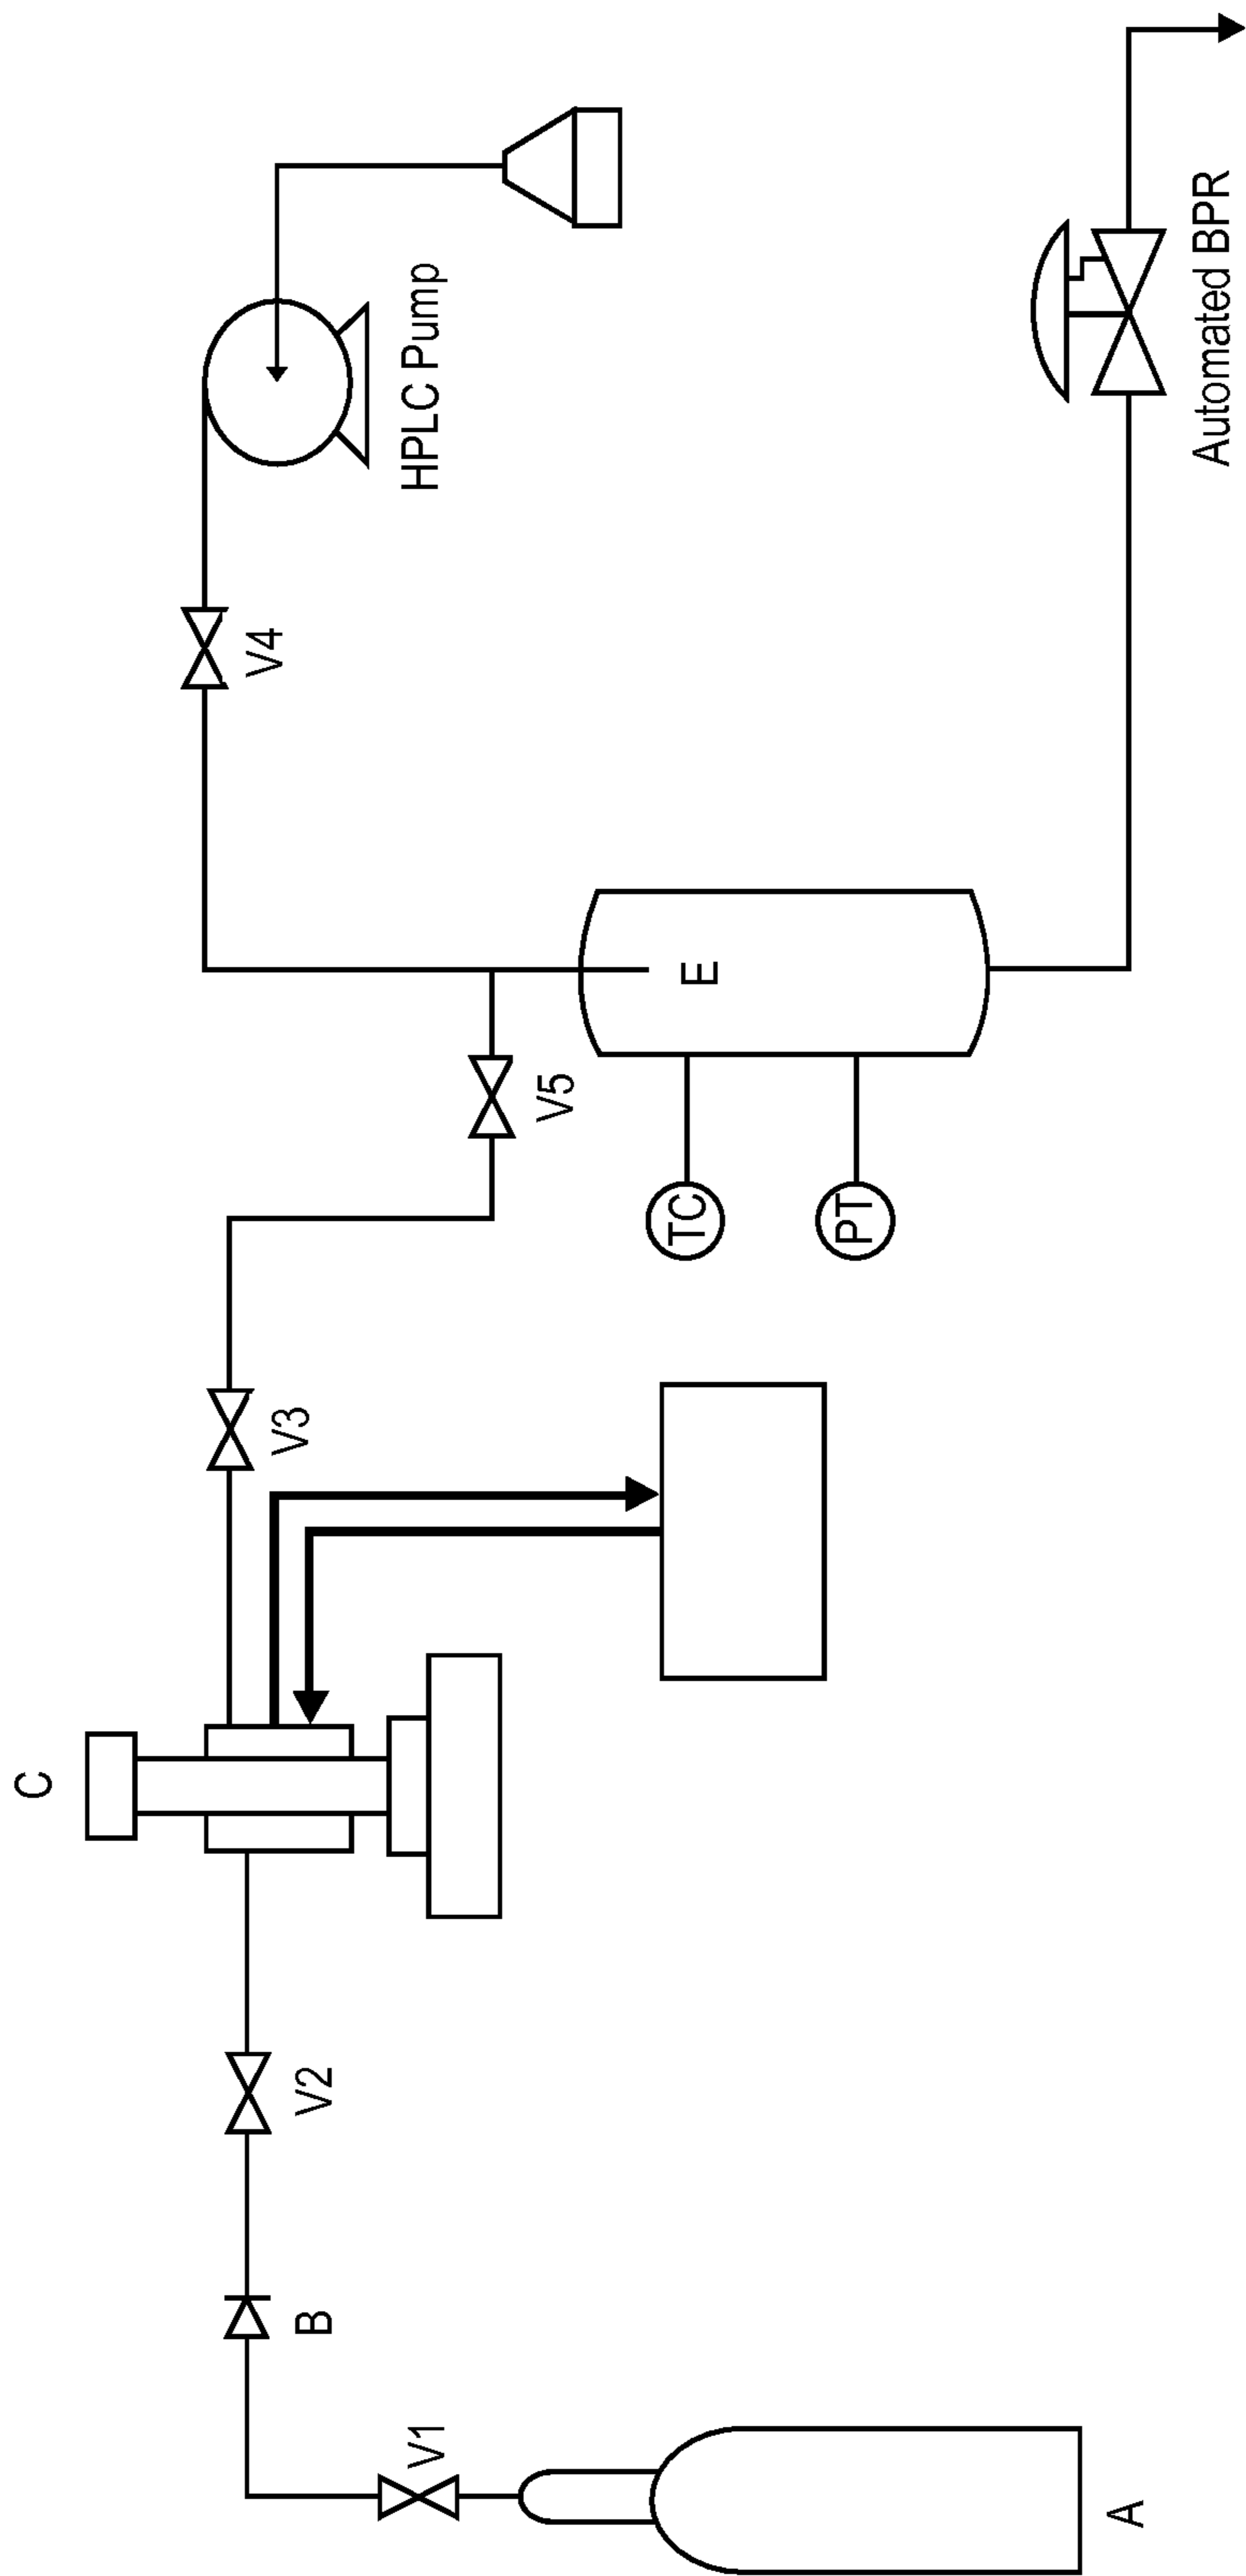 A
V1
B
V2
C
V3
V5
TC
PT
E
V4
HPLC Pump
Automated BPR